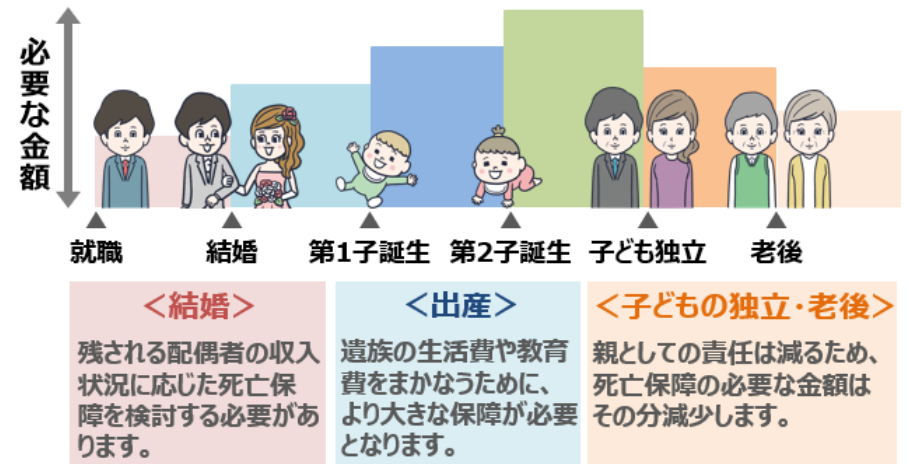 必要な金額
就職
結婚
第1子誕生
第2子誕生
子ども独立
老後
＜結婚＞
残される配偶者の収入
状況に応じた死亡保
障を検討する必要があ
ります。
＜出産＞
遺族の生活費や教育
費をまかなうために、
より大きな保障が必要
となります。
＜子どもの独立・老後＞
親としての責任は減るため、
死亡保障の必要な金額は
その分減少します。